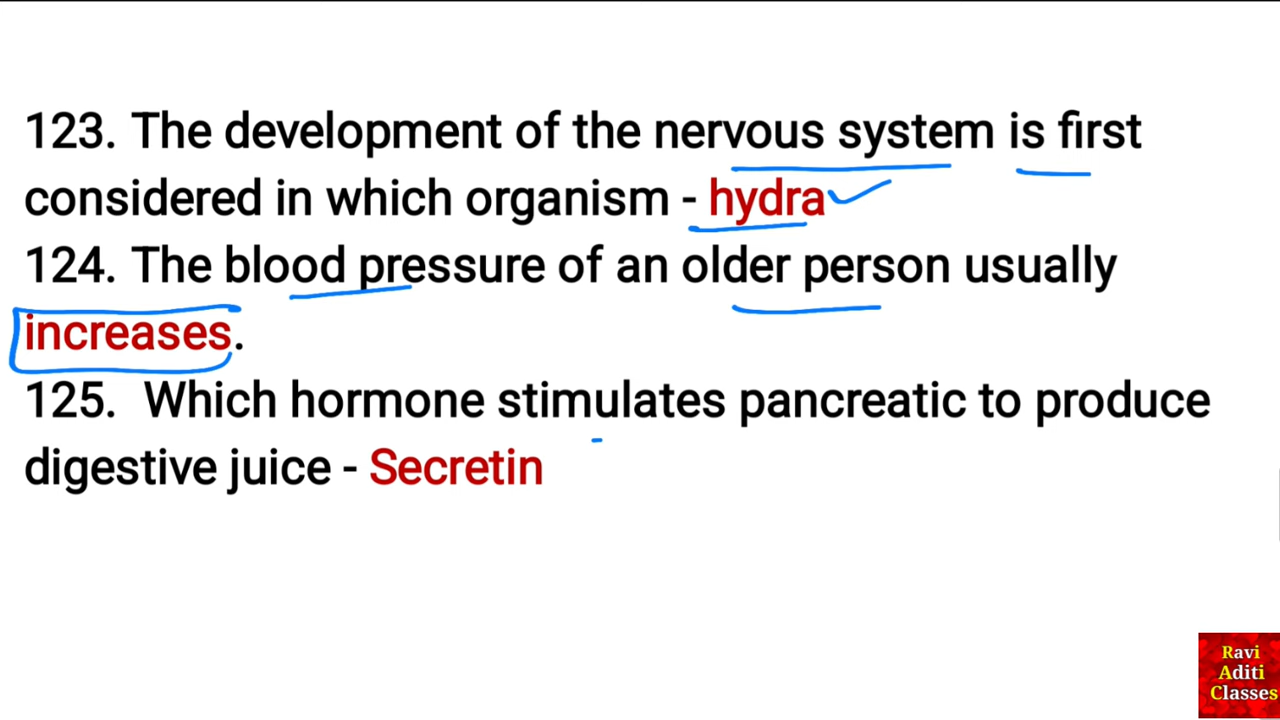 123. The development of the nervous system is first
considered in which organism - hydra
124. The blood pressure of an older person usually
increases.
125.  Which hormone stimulates pancreatic to produce
digestive juice - Secretin
Ravi
Aditi
Classes